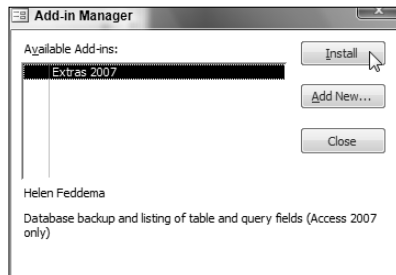 Add-in Manager
Available Add-ins:
Extras 2007
Install
Add New...
Close
Helen Feddema
Database backup and listing of table and query fields (Access 2007
only)